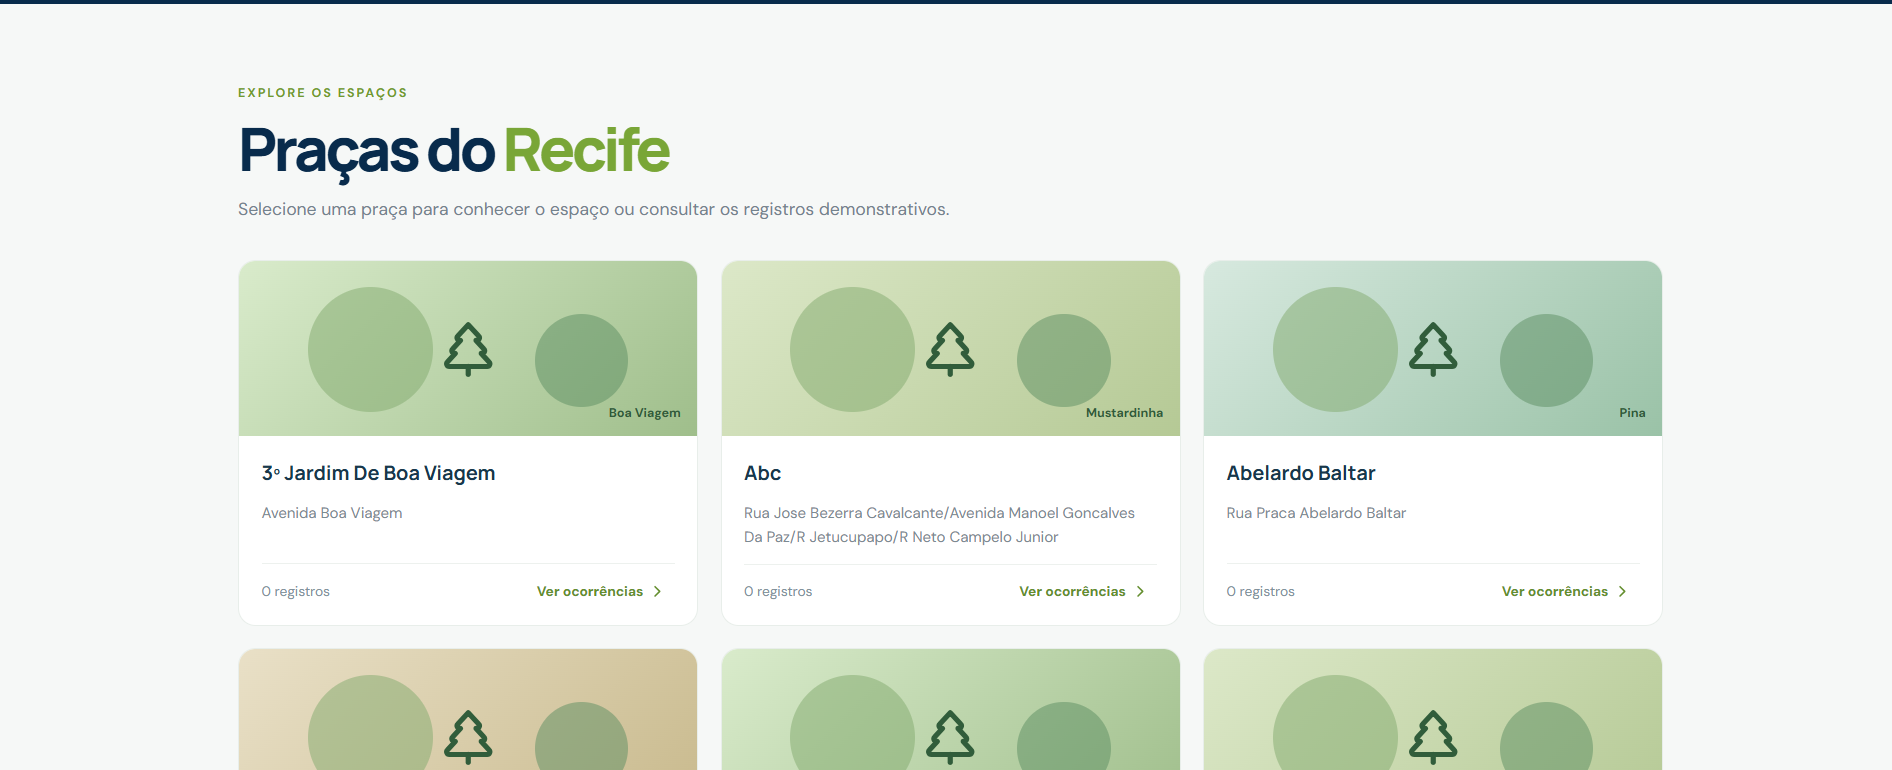 EXPLORE OS ESPAÇOS
Praças do Recife
Selecione uma praça para conhecer o espaço ou consultar os registros demonstrativos.
Boa Viagem
3º Jardim De Boa Viagem
Avenida Boa Viagem
0 registros
Ver ocorrências
Mustardinha
Abc
Rua Jose Bezerra Cavalcante/Avenida Manoel Goncalves
Da Paz/R Jetucupapo/R Neto Campelo Junior
0 registros
Ver ocorrências
Pina
Abelardo Baltar
Rua Praca Abelardo Baltar
0 registros
Ver ocorrências